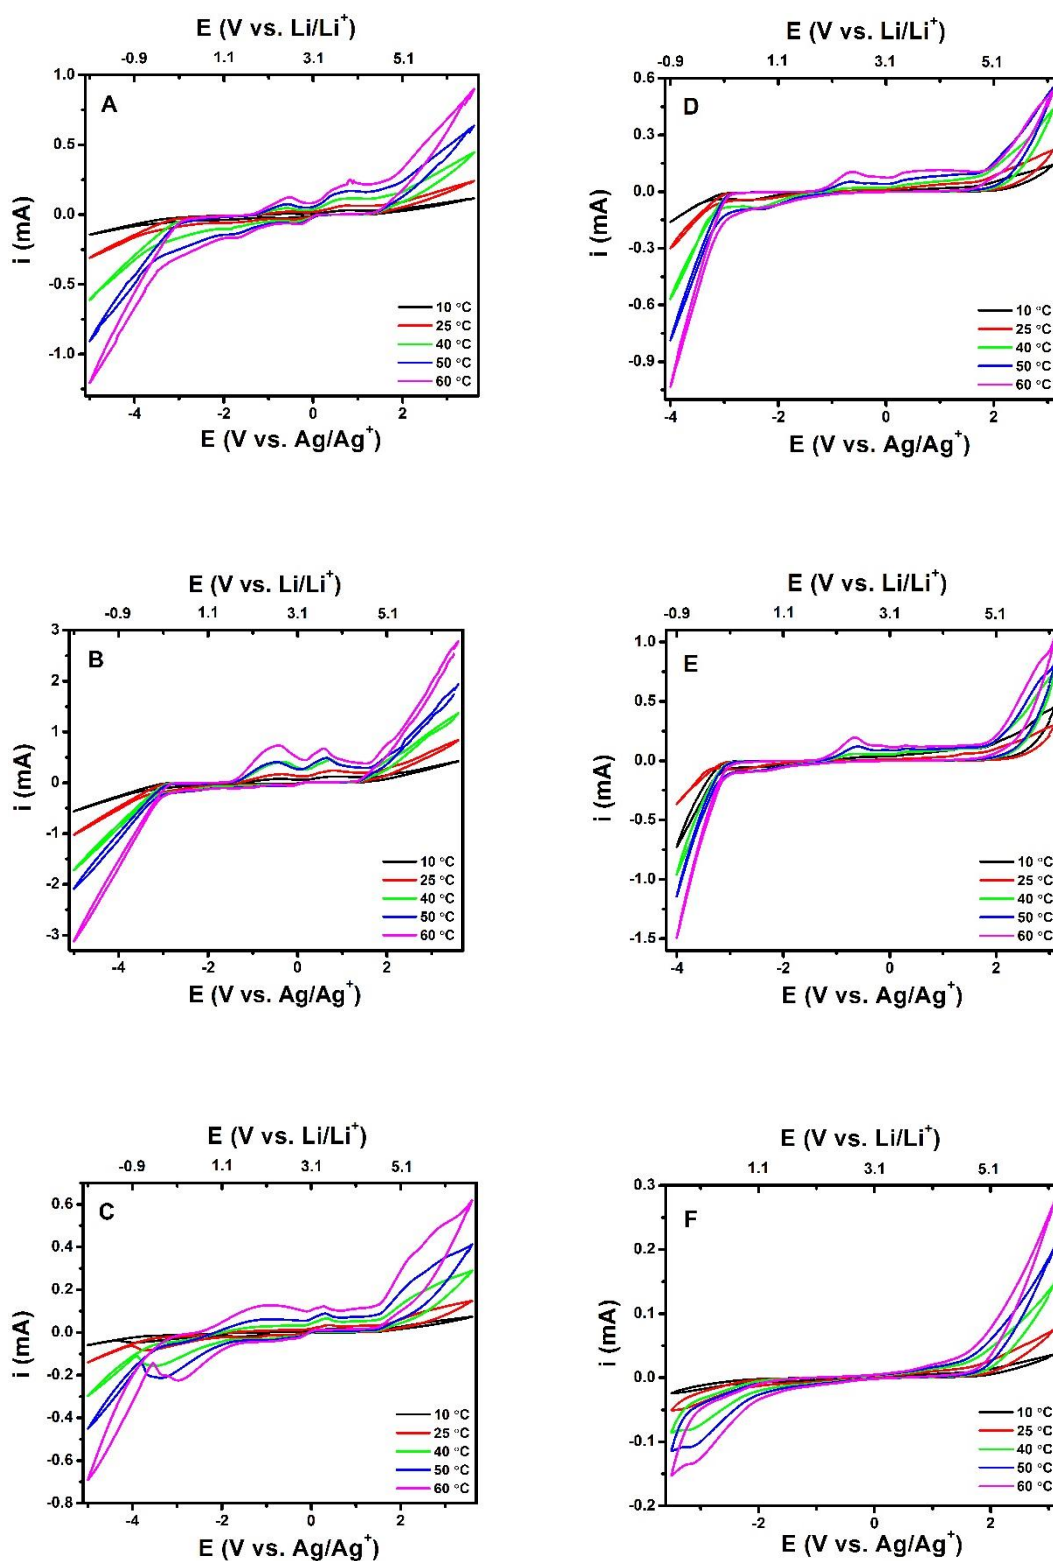 E (V vs. Li/Li⁺)
-0.9 1.1 3.1 5.1
A
1.0
0.5
0.0
-0.5
-1.0
i (mA)
10 °C
25 °C
40 °C
50 °C
60 °C
-4 -2 0 2
E (V vs. Ag/Ag⁺)
E (V vs. Li/Li⁺)
-0.9 1.1 3.1 5.1
D
0.6
0.3
0.0
-0.3
-0.6
-0.9
i (mA)
10 °C
25 °C
40 °C
50 °C
60 °C
-4 -2 0 2
E (V vs. Ag/Ag⁺)
E (V vs. Li/Li⁺)
-0.9 1.1 3.1 5.1
B
3
2
1
0
-1
-2
-3
i (mA)
10 °C
25 °C
40 °C
50 °C
60 °C
-4 -2 0 2
E (V vs. Ag/Ag⁺)
E (V vs. Li/Li⁺)
-0.9 1.1 3.1 5.1
E
1.0
0.5
0.0
-0.5
-1.0
-1.5
i (mA)
10 °C
25 °C
40 °C
50 °C
60 °C
-4 -2 0 2
E (V vs. Ag/Ag⁺)
E (V vs. Li/Li⁺)
-0.9 1.1 3.1 5.1
C
0.6
0.4
0.2
0.0
-0.2
-0.4
-0.6
-0.8
i (mA)
10 °C
25 °C
40 °C
50 °C
60 °C
-4 -2 0 2
E (V vs. Ag/Ag⁺)
E (V vs. Li/Li⁺)
1.1 3.1 5.1
F
0.3
0.2
0.1
0.0
-0.1
-0.2
i (mA)
10 °C
25 °C
40 °C
50 °C
60 °C
-2 0 2
E (V vs. Ag/Ag⁺)